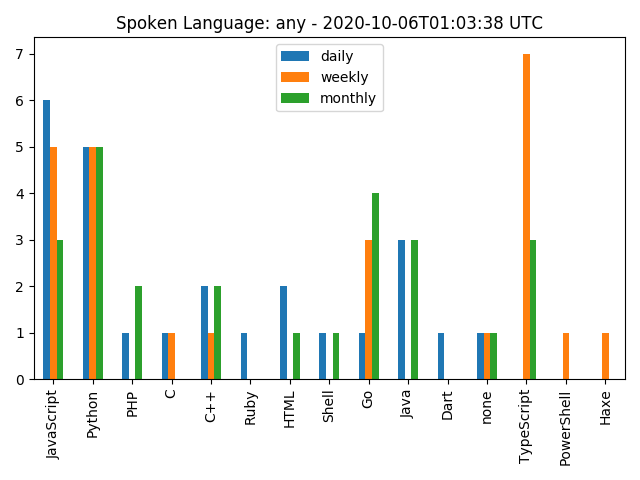 Spoken Language: any - 2020-10-06T01:03:38 UTC
daily
weekly
monthly
7
6
5
4
3
2
1
0
JavaScript
Python
PHP
C
C++
Ruby
HTML
Shell
Go
Java
Dart
none
TypeScript
PowerShell
Haxe